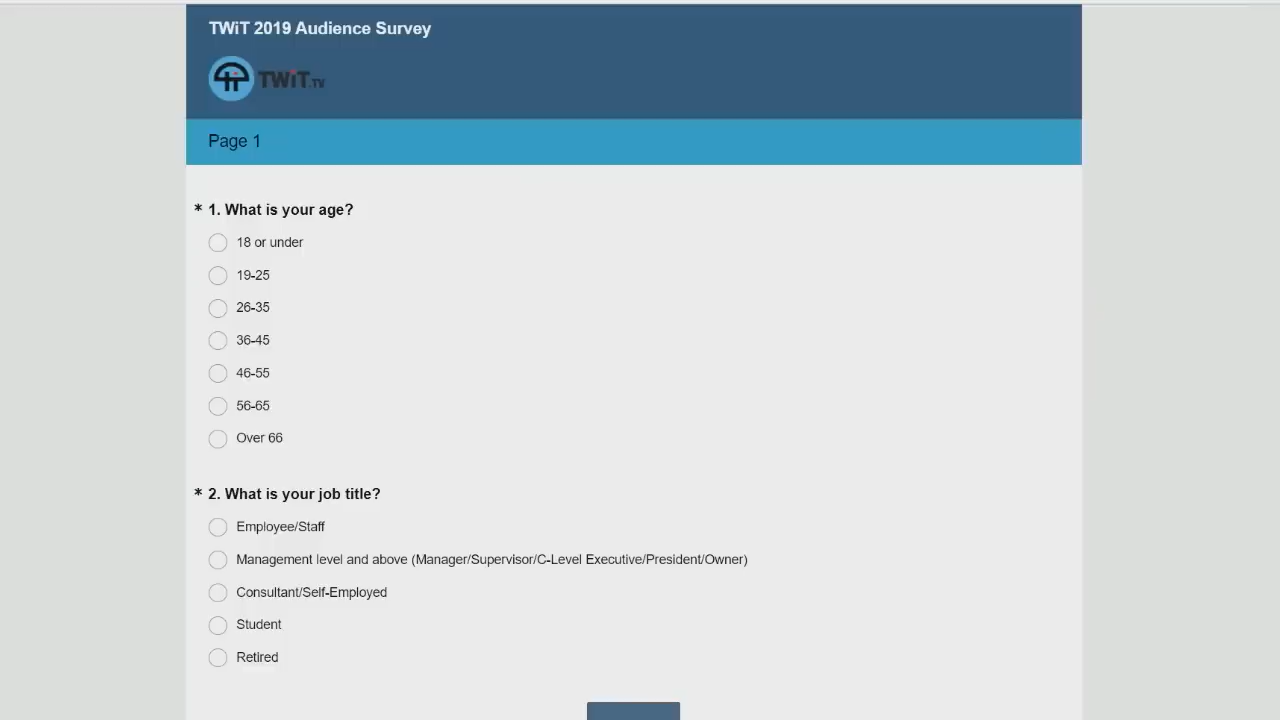 TWiT 2019 Audience Survey
TWiT.TV
Page 1
* 1. What is your age?
18 or under
19-25
26-35
36-45
46-55
56-65
Over 66
* 2. What is your job title?
Employee/Staff
Management level and above (Manager/Supervisor/C-Level Executive/President/Owner)
Consultant/Self-Employed
Student
Retired